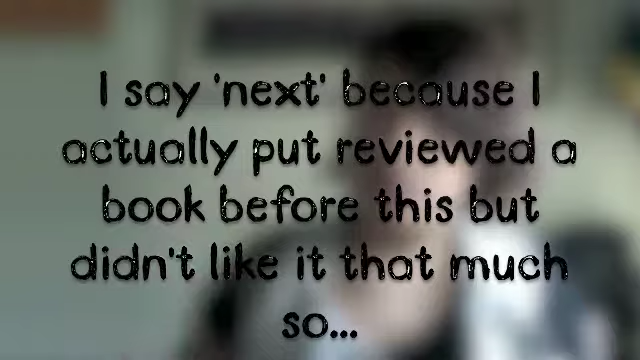 I say 'next' because I
actually put reviewed a
book before this but
didn't like it that much
so...